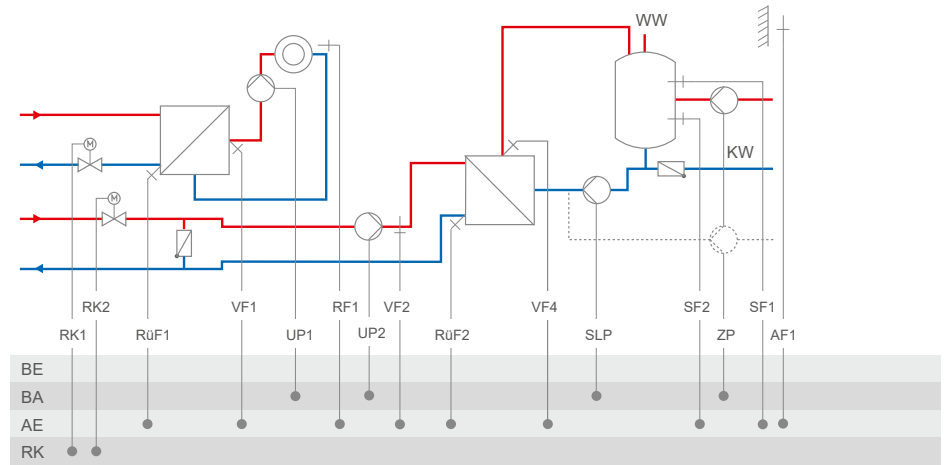 WW
M
KW
M
RK2
VF1
RF1
VF2
VF4
SF2
SF1
RK1
RüF1
UP1
UP2
RüF2
SLP
ZP
AF1
BE
BA
AE
RK